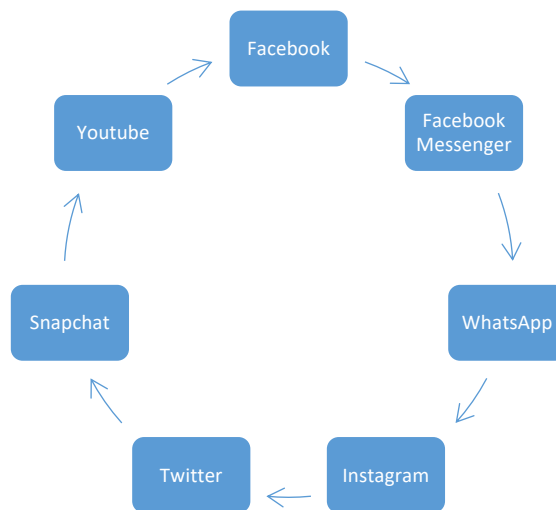 Facebook
Facebook
Messenger
WhatsApp
Instagram
Twitter
Snapchat
Youtube